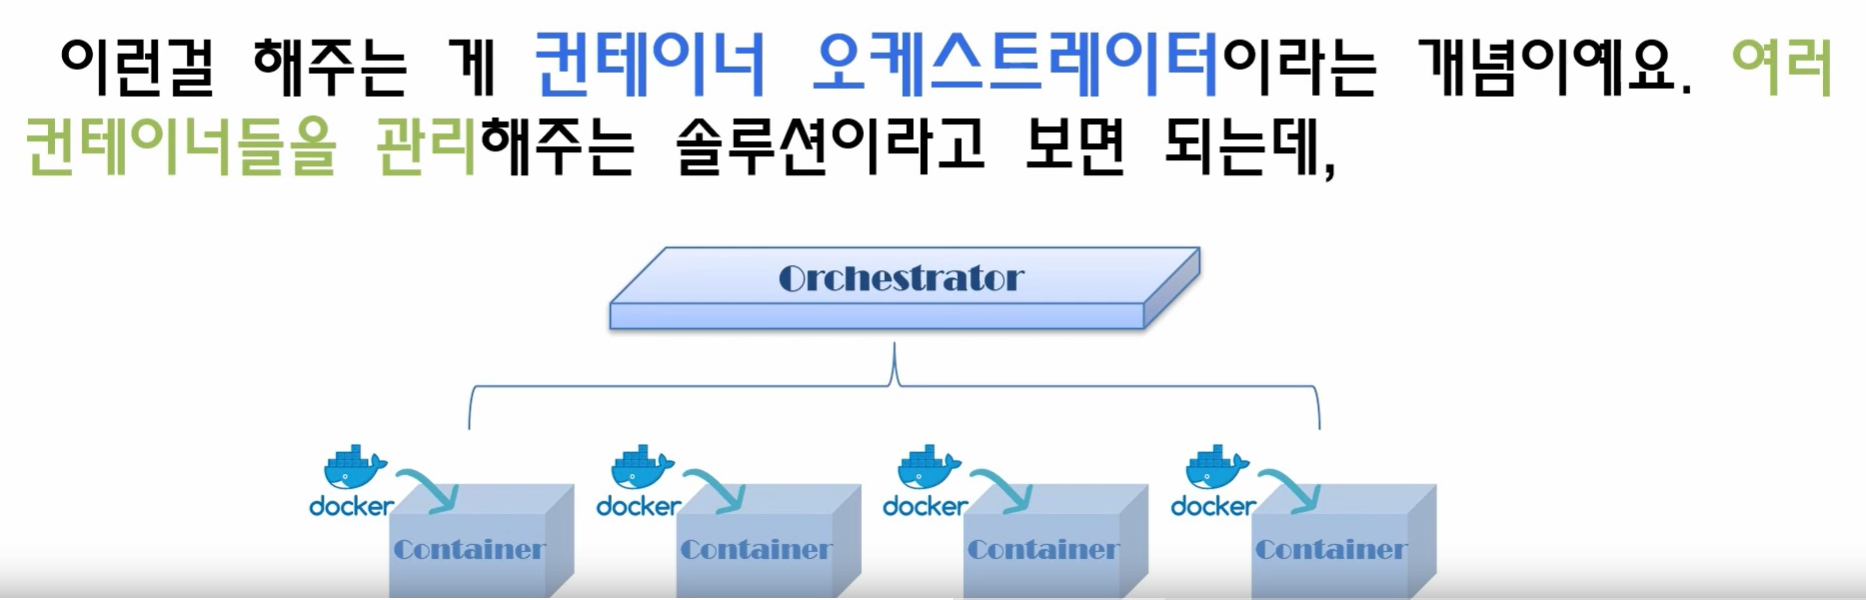 이런걸 해주는 게 컨테이너 오케스트레이터이라는 개념이예요. 여러
컨테이너들을 관리해주는 솔루션이라고 보면 되는데,
Orchestrator
docker
docker
docker
docker
Container
Container
Container
Container